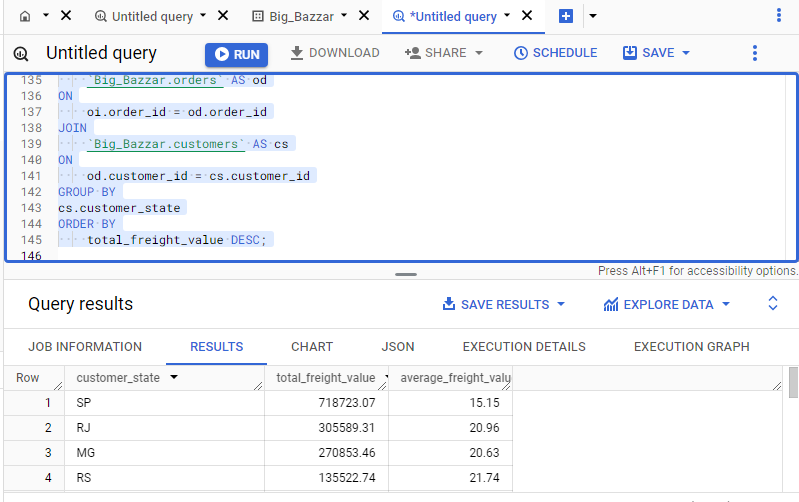 Untitled query Big_Bazzar *Untitled query
Untitled query RUN DOWNLOAD SHARE SCHEDULE SAVE
135 `Big_Bazzar.orders` AS od
136 ON
137 oi.order_id = od.order_id
138 JOIN
139 `Big_Bazzar.customers` AS cs
140 ON
141 od.customer_id = cs.customer_id
142 GROUP BY
143 cs.customer_state
144 ORDER BY
145 total_freight_value DESC;
146
Press Alt+F1 for accessibility options.
Query results SAVE RESULTS EXPLORE DATA
JOB INFORMATION RESULTS CHART JSON EXECUTION DETAILS EXECUTION GRAPH
Row customer_state total_freight_value average_freight_valu
1 SP 718723.07 15.15
2 RJ 305589.31 20.96
3 MG 270853.46 20.63
4 RS 135522.74 21.74